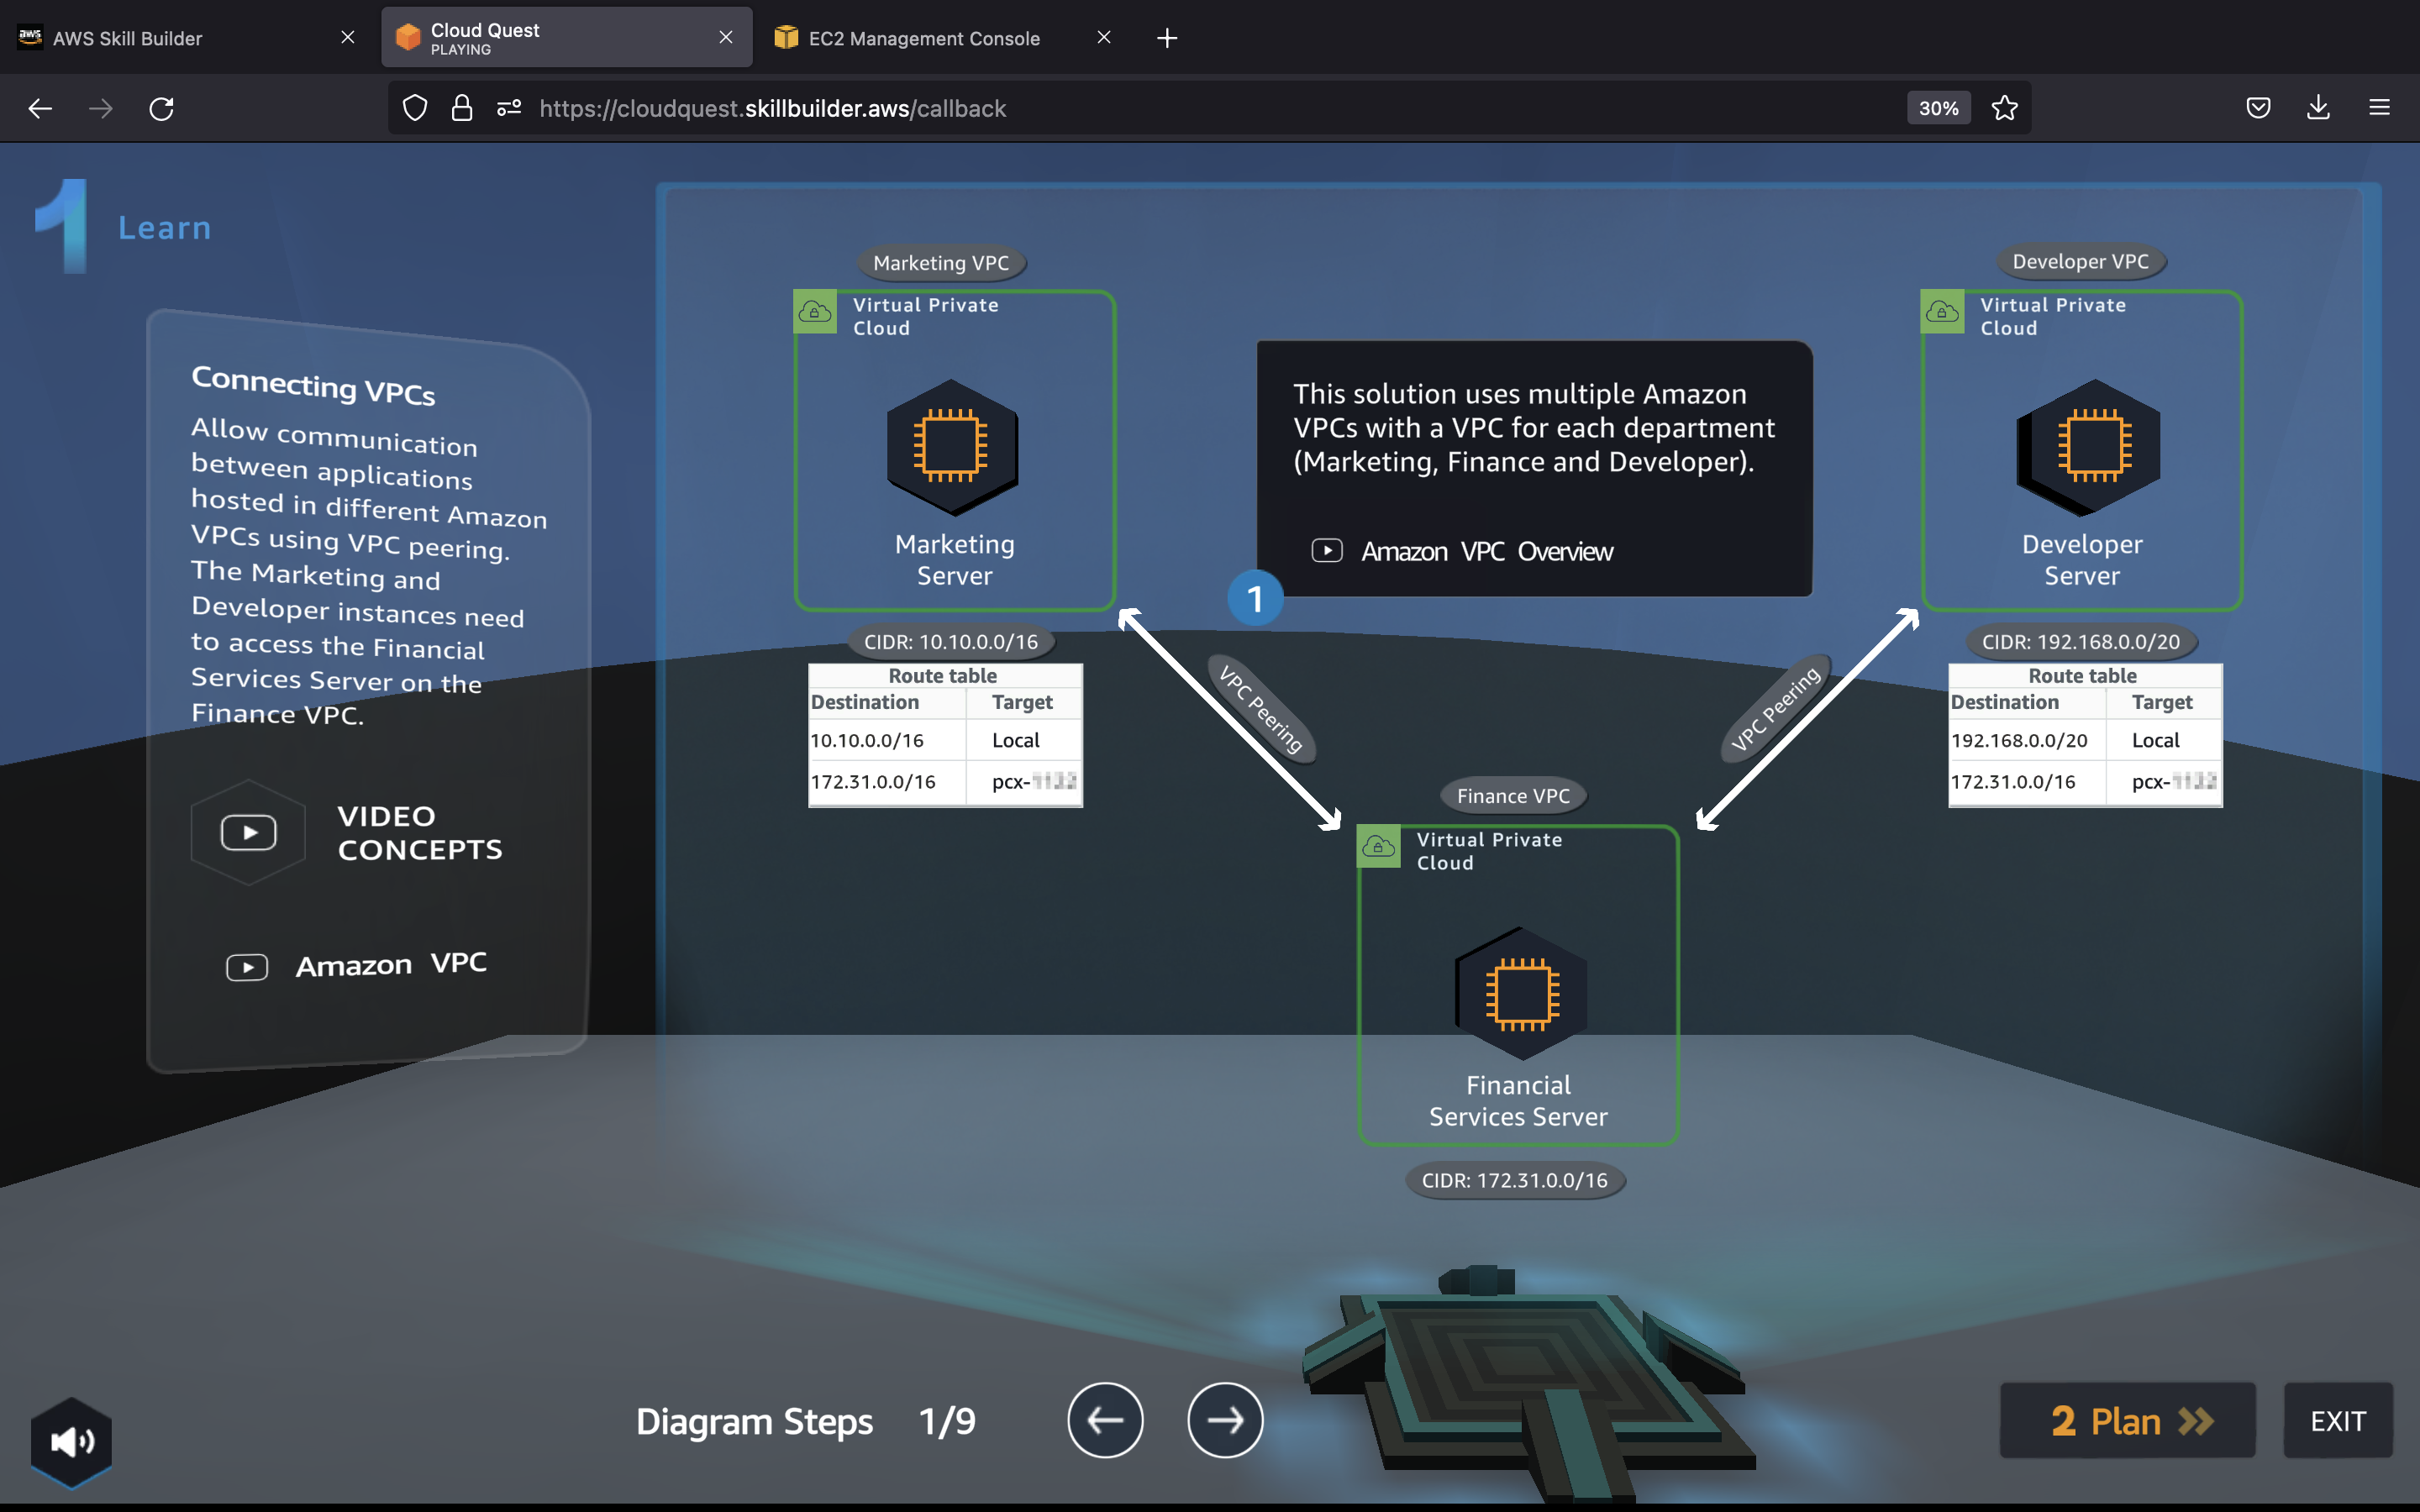 AWS Skill Builder
Cloud Quest
PLAYING
EC2 Management Console
https://cloudquest.skillbuilder.aws/callback
30%
1 Learn
Connecting VPCs
Allow communication
between applications
hosted in different Amazon
VPCs using VPC peering.
The Marketing and
Developer instances need
to access the Financial
Services Server on the
Finance VPC.
VIDEO
CONCEPTS
Amazon VPC
Marketing VPC
Virtual Private
Cloud
Marketing
Server
CIDR: 10.10.0.0/16
Route table
Destination Target
10.10.0.0/16 Local
172.31.0.0/16 pcx-
This solution uses multiple Amazon
VPCs with a VPC for each department
(Marketing, Finance and Developer).
Amazon VPC Overview
1
VPC Peering
VPC Peering
Developer VPC
Virtual Private
Cloud
Developer
Server
CIDR: 192.168.0.0/20
Route table
Destination Target
192.168.0.0/20 Local
172.31.0.0/16 pcx-
Finance VPC
Virtual Private
Cloud
Financial
Services Server
CIDR: 172.31.0.0/16
Diagram Steps 1/9
2 Plan
EXIT